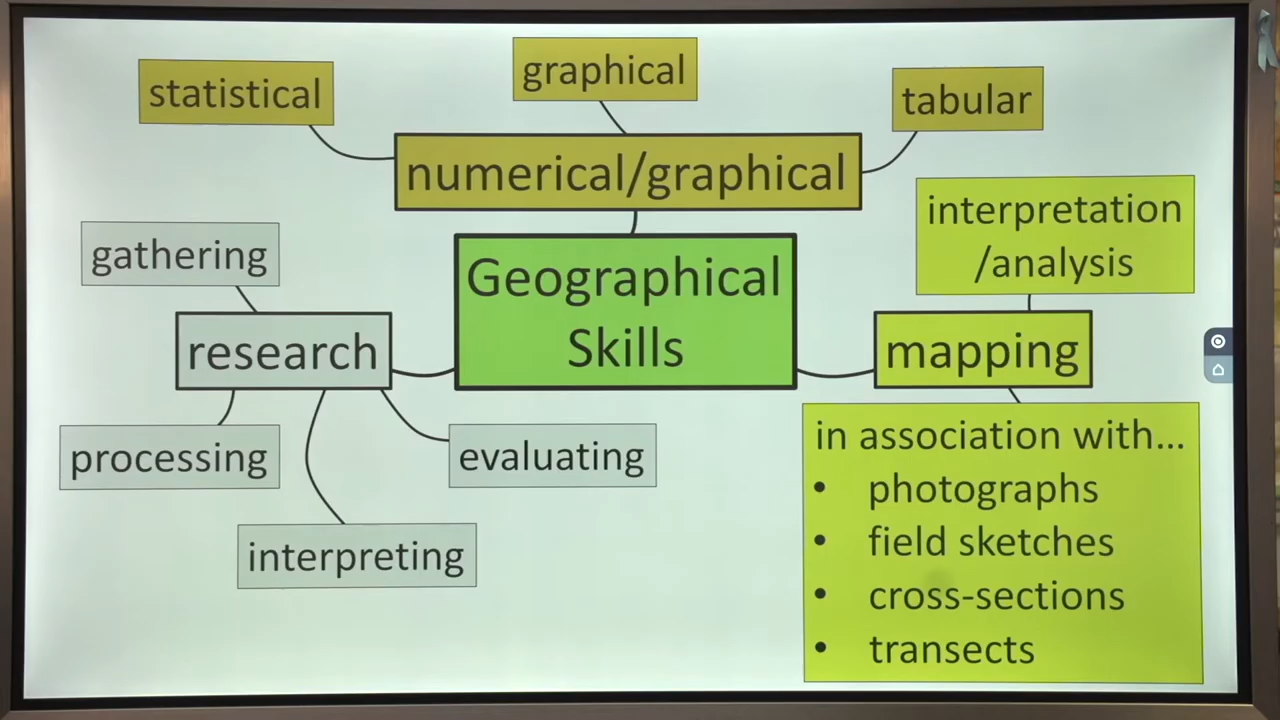 statistical
graphical
tabular
numerical/graphical
interpretation
/analysis
gathering
Geographical
Skills
research
mapping
processing
evaluating
interpreting
in association with...
• photographs
• field sketches
• cross-sections
• transects